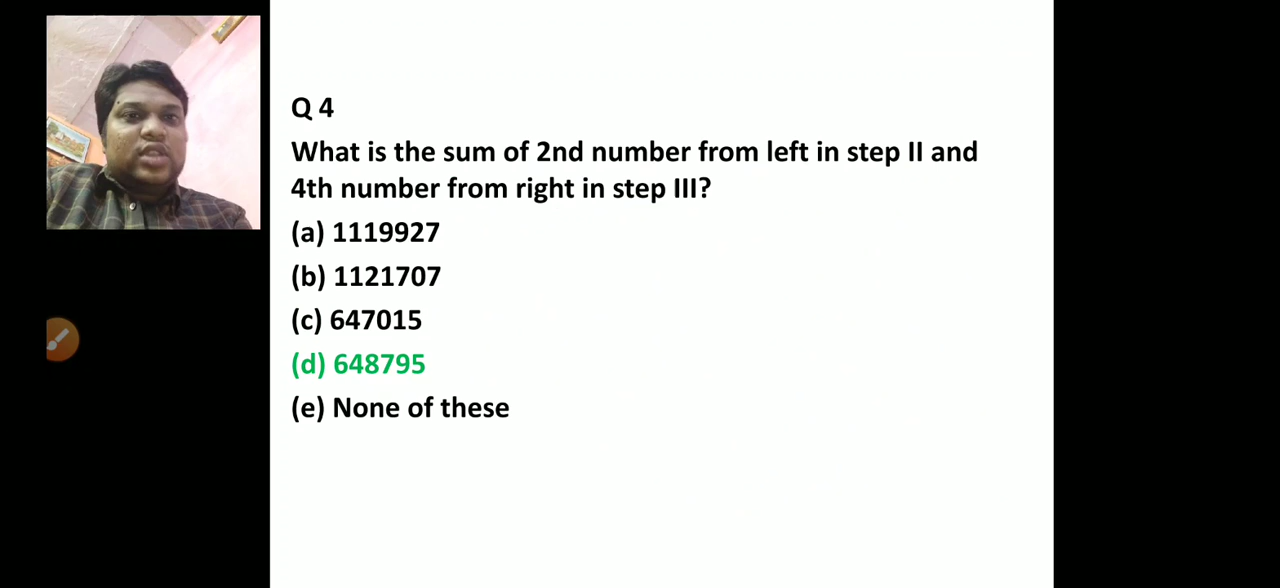 Q 4
What is the sum of 2nd number from left in step II and
4th number from right in step III?
(a) 1119927
(b) 1121707
(c) 647015
(d) 648795
(e) None of these